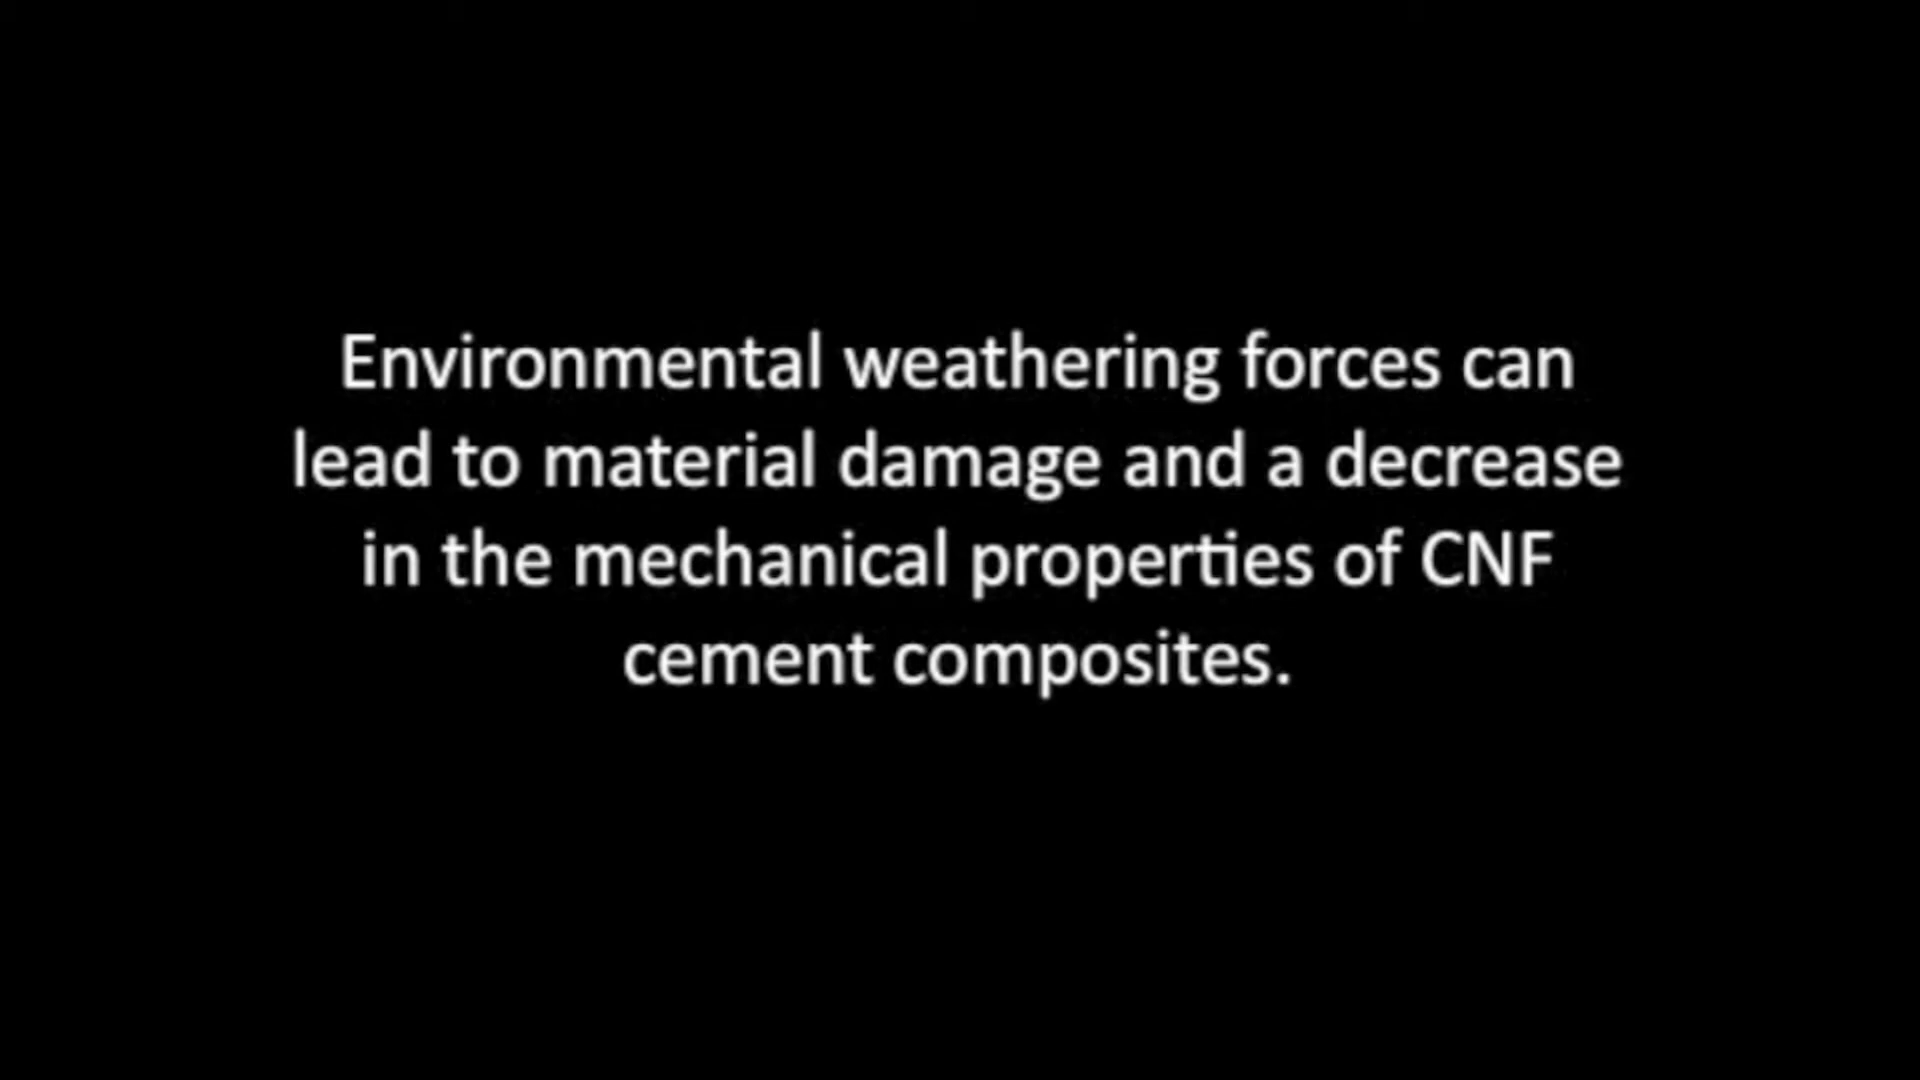 Environmental weathering forces can
lead to material damage and a decrease
in the mechanical properties of CNF
cement composites.